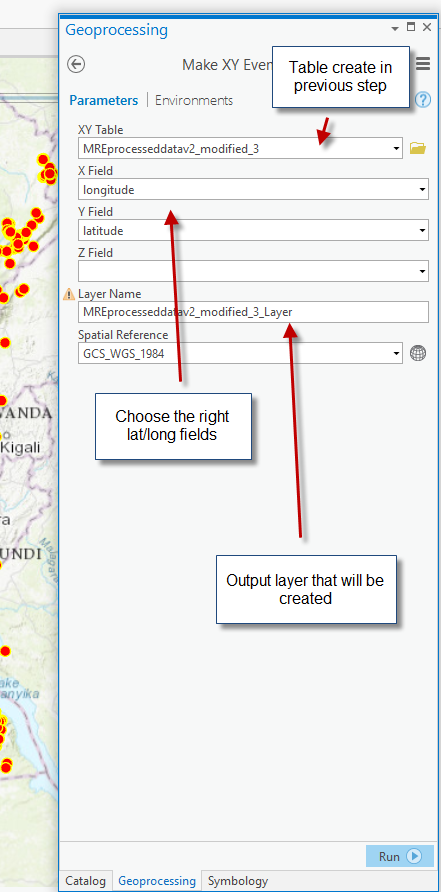 Geoprocessing
Make XY Even
Table create in
previous step
Parameters | Environments
XY Table
MREprocesseddatav2_modified_3
X Field
longitude
Y Field
latitude
Z Field
Layer Name
MREprocesseddatav2_modified_3_Layer
Spatial Reference
GCS_WGS_1984
Choose the right
lat/long fields
Output layer that will be
created
WANDA
Kigali
ra
UNDI
Malagara
ake
anyika
Run
Catalog Geoprocessing Symbology